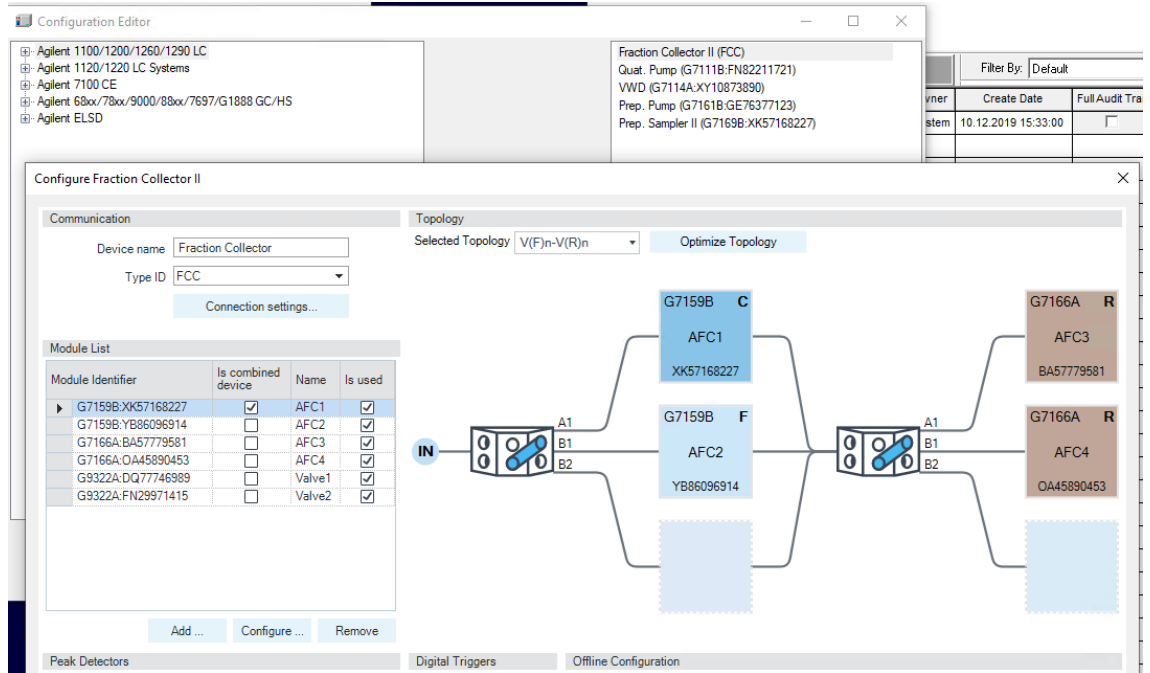 Configuration Editor
Agilent 1100/1200/1260/1290 LC
Agilent 1120/1220 LC Systems
Agilent 7100 CE
Agilent 68xx/78xx/9000/88xx/7697/G1888 GC/HS
Agilent ELSD
Fraction Collector II (FCC)
Quat. Pump (G7111B:FN82211721)
VWD (G7114A:XY10873890)
Prep. Pump (G7161B:GE76377123)
Prep. Sampler II (G7169B:XK57168227)
Filter By: Default
vner Create Date Full Audit Trai
stem 10.12.2019 15:33:00
Configure Fraction Collector II
Communication
Device name Fraction Collector
Type ID FCC
Connection settings...
Module List
Module Identifier Is combined device Name Is used
G7159B:XK57168227 AFC1
G7159B:YB86096914 AFC2
G7166A:BA57779581 AFC3
G7166A:OA45890453 AFC4
G9322A:DQ77746989 Valve1
G9322A:FN29971415 Valve2
Add ... Configure ... Remove
Peak Detectors
Topology
Selected Topology V(F)n-V(R)n Optimize Topology
IN
A1
B1
B2
G7159B C
AFC1
XK57168227
G7159B F
AFC2
YB86096914
A1
B1
B2
G7166A R
AFC3
BA57779581
G7166A R
AFC4
OA45890453
Digital Triggers
Offline Configuration